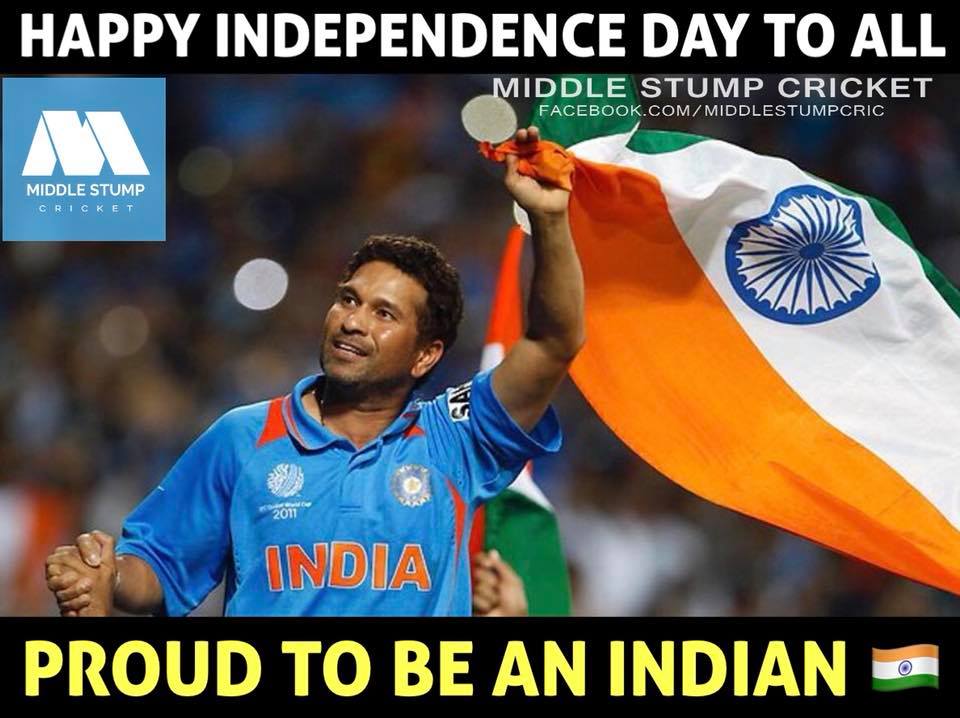 HAPPY INDEPENDENCE DAY TO ALL
MIDDLE STUMP CRICKET
FACEBOOK.COM/MIDDLESTUMPCRIC
MIDDLE STUMP
CRICKET
2011
INDIA
PROUD TO BE AN INDIAN